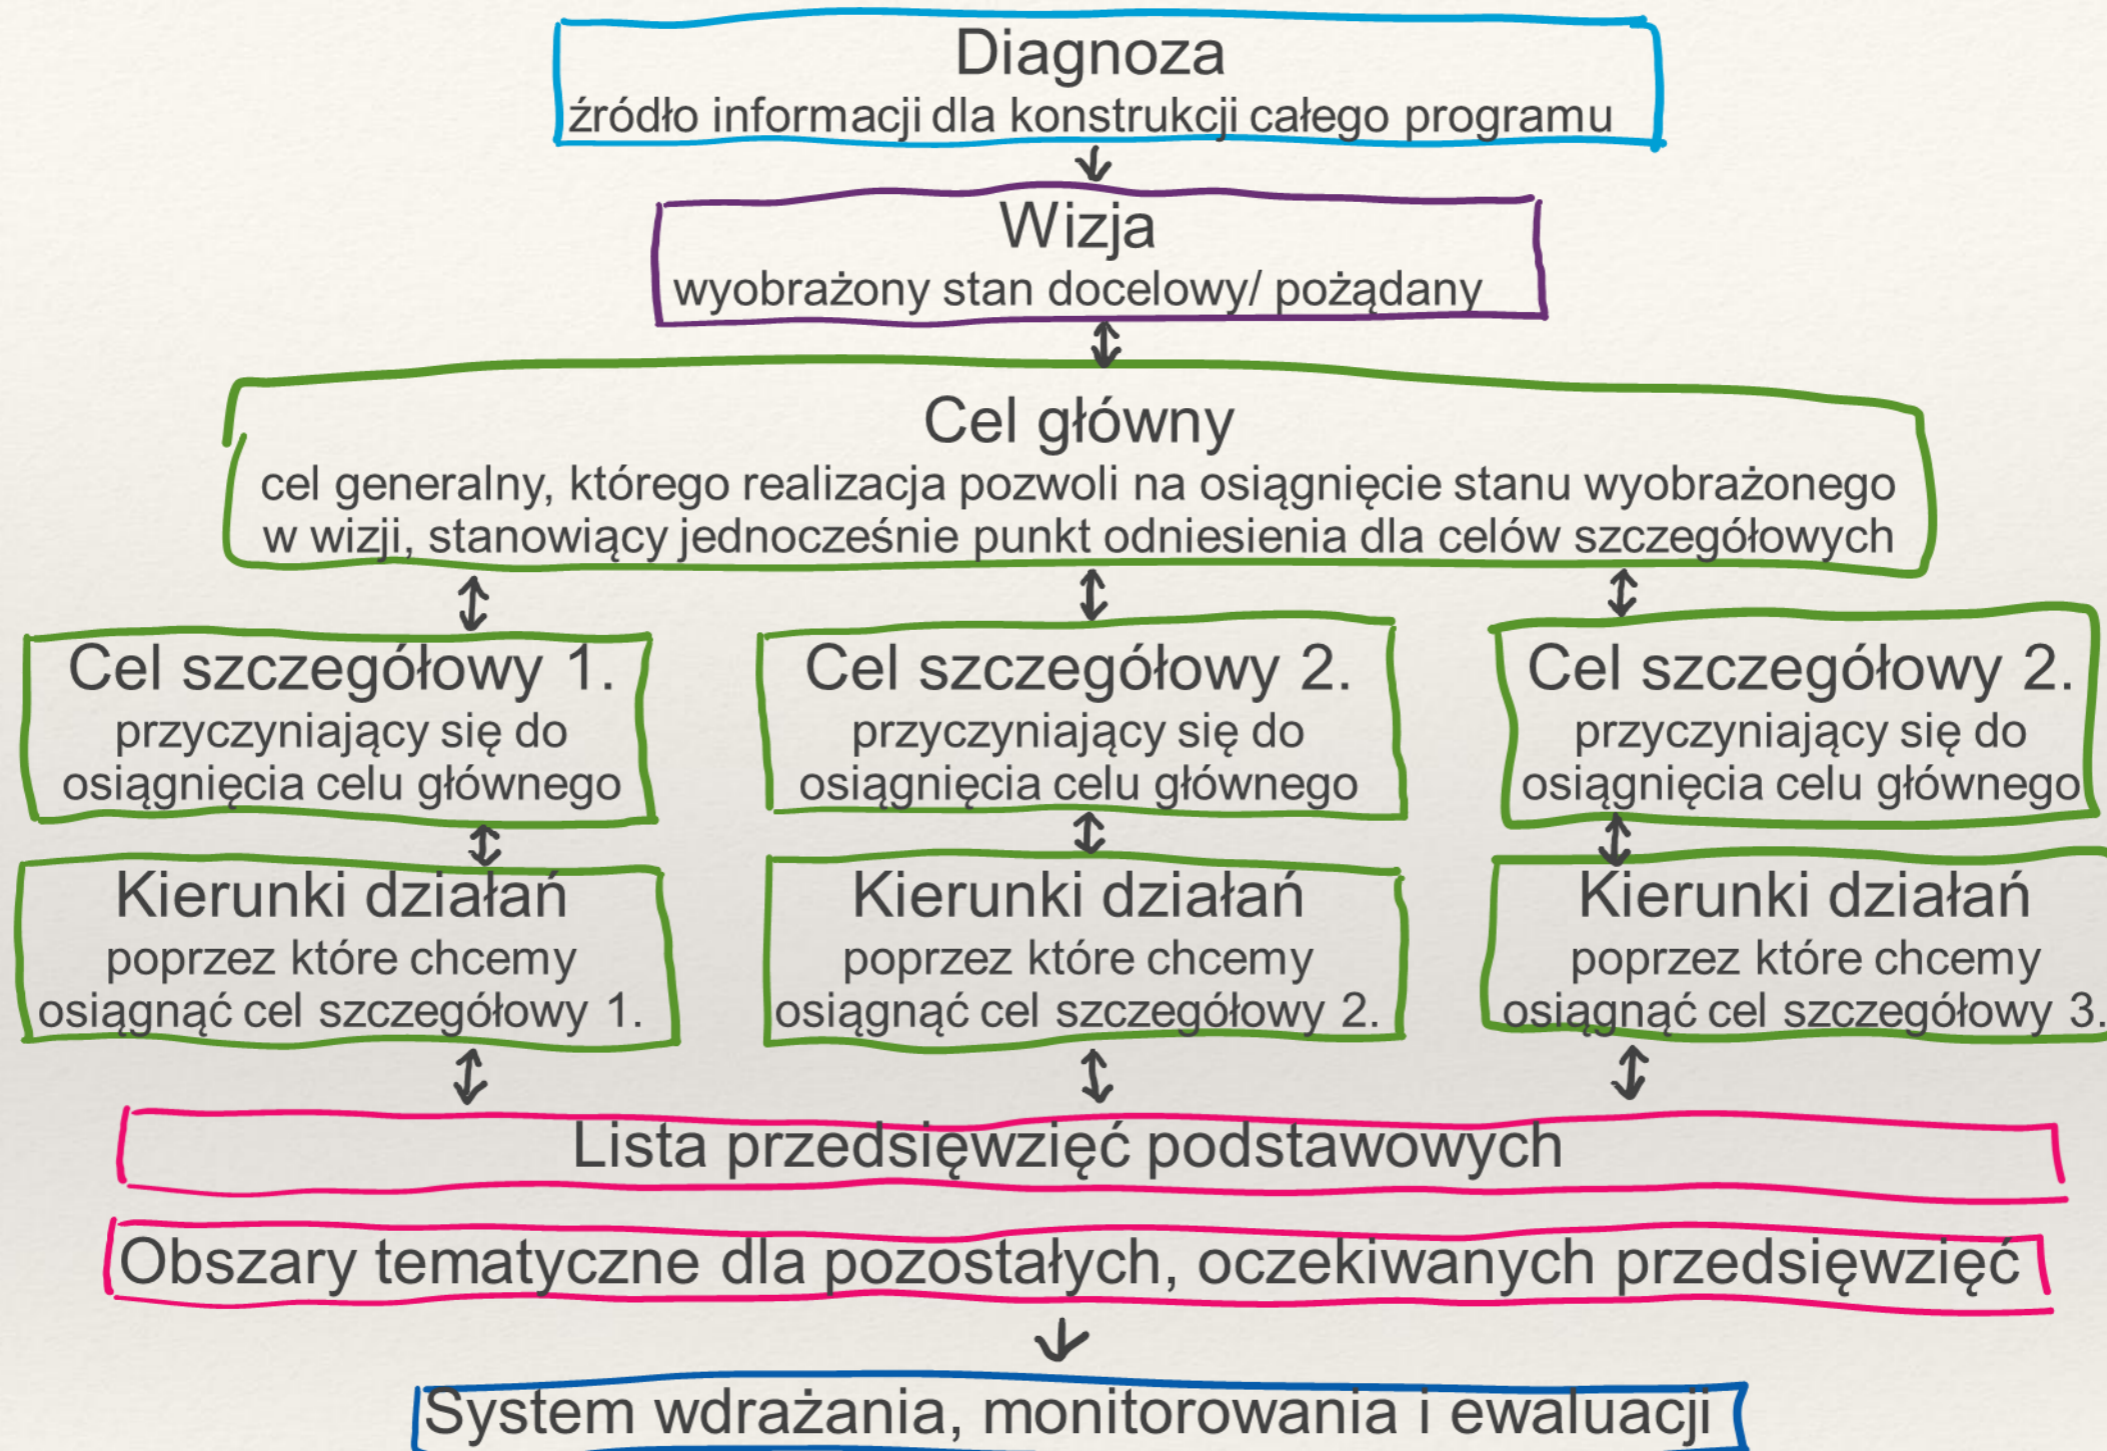 Diagnoza
źródło informacji dla konstrukcji całego programu
Wizja
wyobrażony stan docelowy/ pożądany
Cel główny
cel generalny, którego realizacja pozwoli na osiągnięcie stanu wyobrażonego
w wizji, stanowiący jednocześnie punkt odniesienia dla celów szczegółowych
Cel szczegółowy 1.
przyczyniający się do
osiągnięcia celu głównego
Cel szczegółowy 2.
przyczyniający się do
osiągnięcia celu głównego
Cel szczegółowy 2.
przyczyniający się do
osiągnięcia celu głównego
Kierunki działań
poprzez które chcemy
osiągnąć cel szczegółowy 1.
Kierunki działań
poprzez które chcemy
osiągnąć cel szczegółowy 2.
Kierunki działań
poprzez które chcemy
osiągnąć cel szczegółowy 3.
Lista przedsięwzięć podstawowych
Obszary tematyczne dla pozostałych, oczekiwanych przedsięwzięć
System wdrażania, monitorowania i ewaluacji